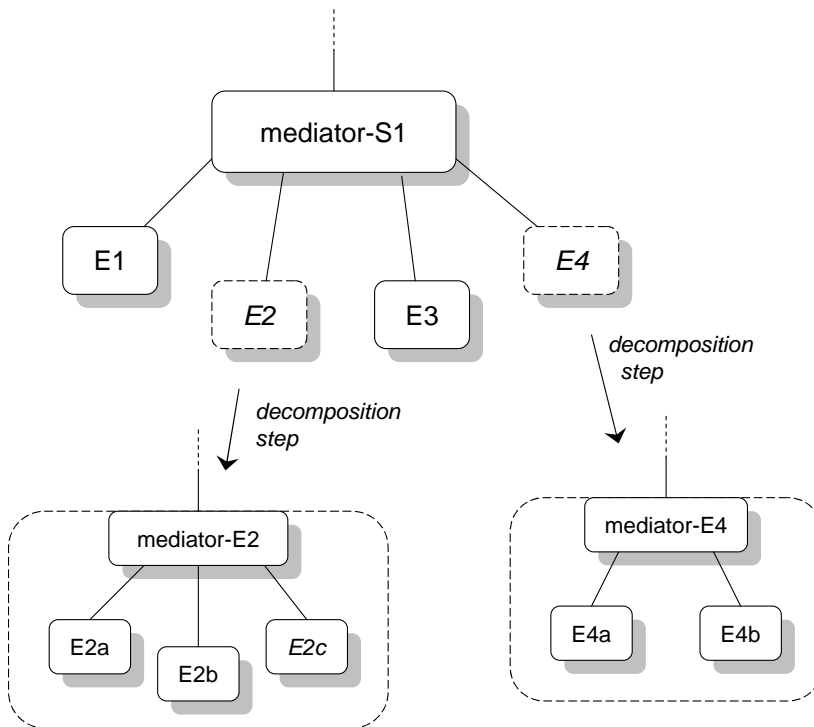 mediator-S1
E1
E2
E3
E4
decomposition
step
decomposition
step
mediator-E2
E2a
E2b
E2c
mediator-E4
E4a
E4b